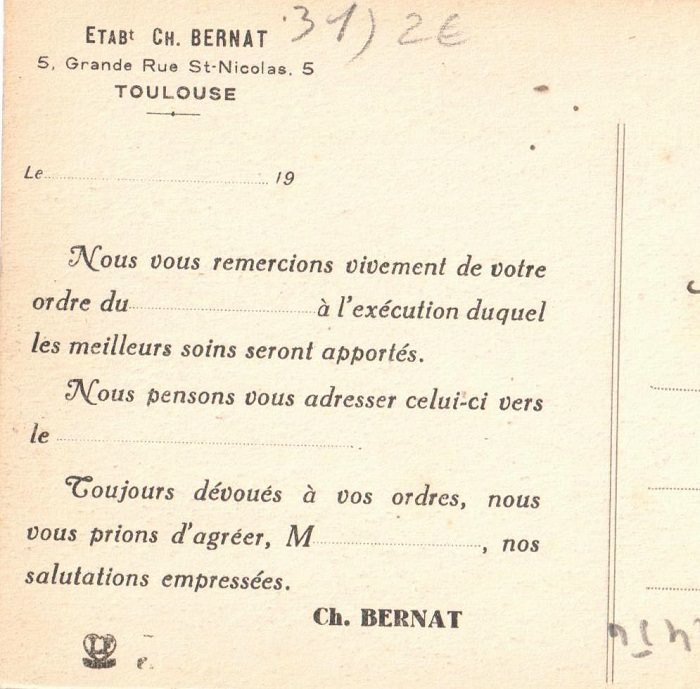 ETABt CH. BERNAT
31) 2€
5, Grande Rue St-Nicolas, 5
TOULOUSE
Le 19
Nous vous remercions vivement de votre
ordre du à l'exécution duquel
les meilleurs soins seront apportés.
Nous pensons vous adresser celui-ci vers
le .
Toujours dévoués à vos ordres, nous
vous prions d'agréer, M , nos
salutations empressées.
Ch. BERNAT